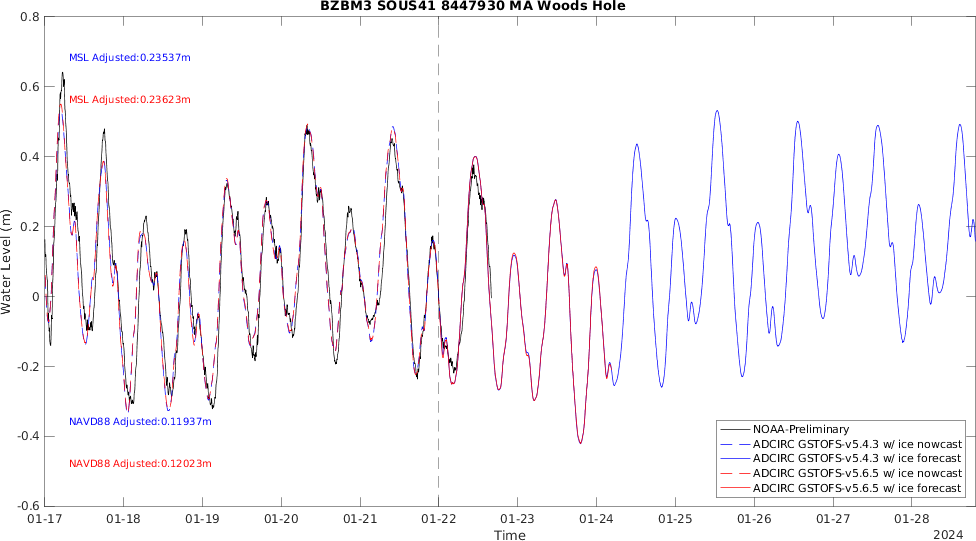 BZBM3 SOUS41 8447930 MA Woods Hole
0.8
0.6
0.4
0.2
0
-0.2
-0.4
-0.6
Water Level (m)
MSL Adjusted:0.23537m
MSL Adjusted:0.23623m
NAVD88 Adjusted:0.11937m
NAVD88 Adjusted:0.12023m
NOAA-Preliminary
ADCIRC GSTOFS-v5.4.3 w/ ice nowcast
ADCIRC GSTOFS-v5.4.3 w/ ice forecast
ADCIRC GSTOFS-v5.6.5 w/ ice nowcast
ADCIRC GSTOFS-v5.6.5 w/ ice forecast
01-17 01-18 01-19 01-20 01-21 01-22 01-23 01-24 01-25 01-26 01-27 01-28
Time
2024